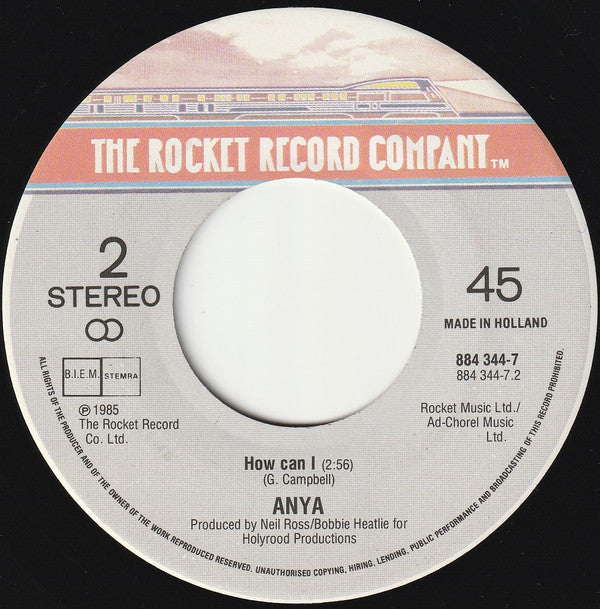 THE ROCKET RECORD COMPANY™
2
STEREO
45
MADE IN HOLLAND
B.I.E.M. STEMRA
884 344-7
884 344-7.2
℗ 1985
The Rocket Record
Co. Ltd.
Rocket Music Ltd./
Ad-Chorel Music
Ltd.
How can I (2:56)
(G. Campbell)
ANYA
Produced by Neil Ross/Bobbie Heatlie for
Holyrood Productions
ALL RIGHTS OF THE PRODUCER AND OF THE OWNER OF THE WORK REPRODUCED RESERVED. UNAUTHORISED COPYING, HIRING, LENDING, PUBLIC PERFORMANCE AND BROADCASTING OF THIS RECORD PROHIBITED.